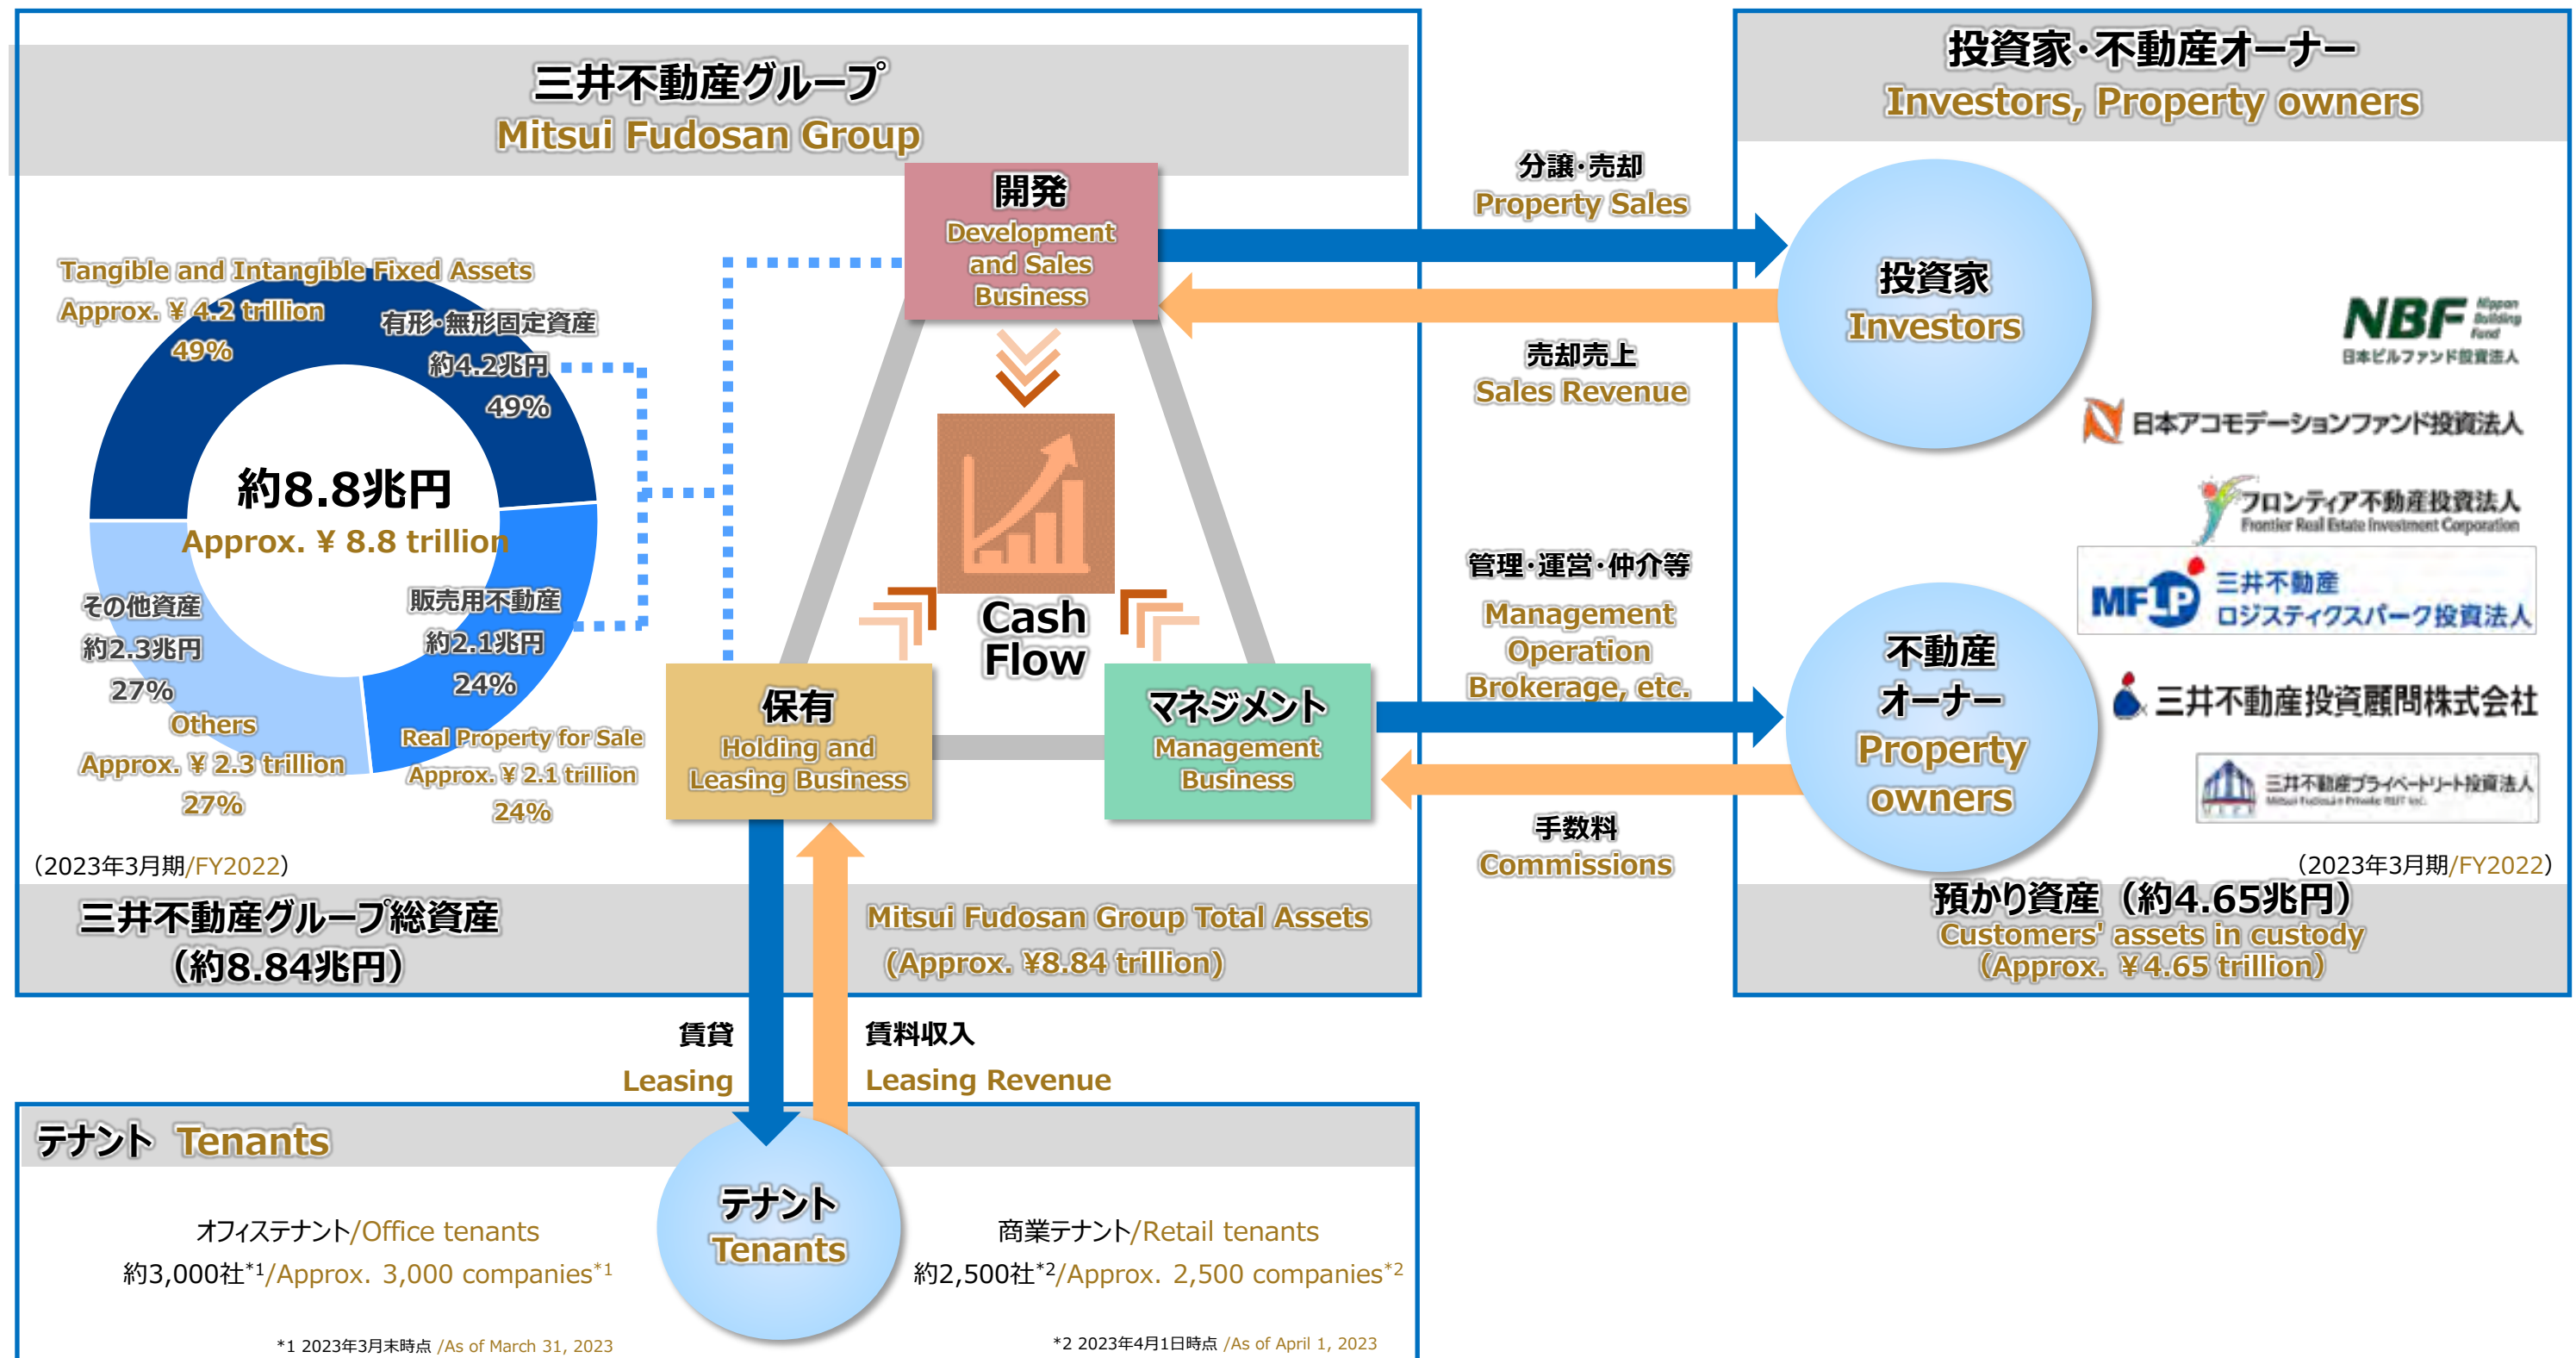 三井不動産グループ
Mitsui Fudosan Group
Tangible and Intangible Fixed Assets
Approx. ¥ 4.2 trillion
49%
有形・無形固定資産
約4.2兆円
49%
約8.8兆円
Approx. ¥ 8.8 trillion
その他資産
約2.3兆円
27%
Others
Approx. ¥ 2.3 trillion
27%
販売用不動産
約2.1兆円
24%
Real Property for Sale
Approx. ¥ 2.1 trillion
24%
(2023年3月期/FY2022)
開発
Development
and Sales
Business
Cash
Flow
保有
Holding and
Leasing Business
マネジメント
Management
Business
三井不動産グループ総資産
（約8.84兆円）
Mitsui Fudosan Group Total Assets
(Approx. ¥8.84 trillion)
分譲・売却
Property Sales
売却売上
Sales Revenue
管理・運営・仲介等
Management
Operation
Brokerage, etc.
手数料
Commissions
投資家・不動産オーナー
Investors, Property owners
投資家
Investors
NBF Nippon
Building
Fund
日本ビルファンド投資法人
日本アコモデーションファンド投資法人
フロンティア不動産投資法人
Frontier Real Estate Investment Corporation
MFLP 三井不動産
ロジスティクスパーク投資法人
不動産
オーナー
Property
owners
三井不動産投資顧問株式会社
三井不動産プライベートリート投資法人
Mitsui Fudosan Private REIT Inc.
(2023年3月期/FY2022)
預かり資産（約4.65兆円）
Customers' assets in custody
（Approx. ¥4.65 trillion）
賃貸
Leasing
賃料収入
Leasing Revenue
テナント Tenants
テナント
Tenants
オフィステナント/Office tenants
約3,000社*1/Approx. 3,000 companies*1
*1 2023年3月末時点 /As of March 31, 2023
商業テナント/Retail tenants
約2,500社*2/Approx. 2,500 companies*2
*2 2023年4月1日時点 /As of April 1, 2023